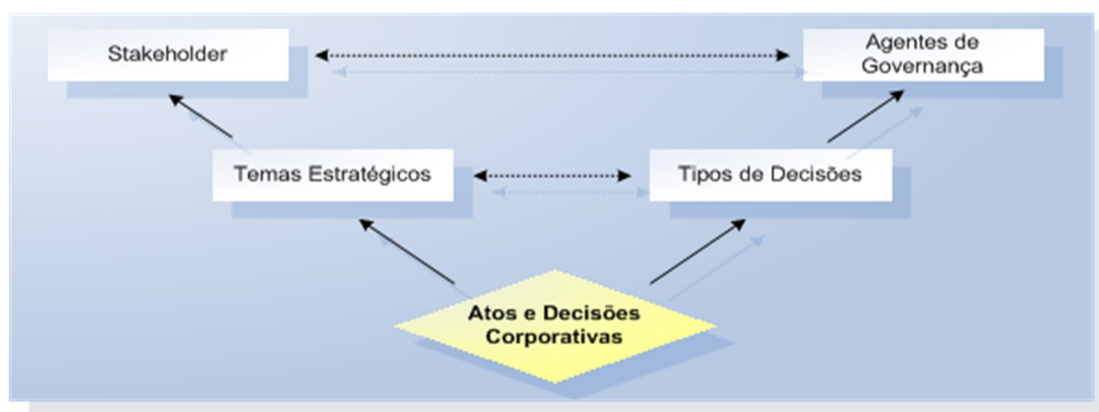 Stakeholder
Agentes de
Governança
Temas Estratégicos
Tipos de Decisões
Atos e Decisões
Corporativas